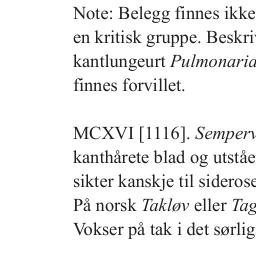 Note: Belegg finnes ikke
en kritisk gruppe. Beskri
kantlungeurt Pulmonaria
finnes forvillet.
MCXVI [1116]. Semperv
kanthårete blad og utståe
sikter kanskje til siderose
På norsk Takløv eller Tag
Vokser på tak i det sørlig